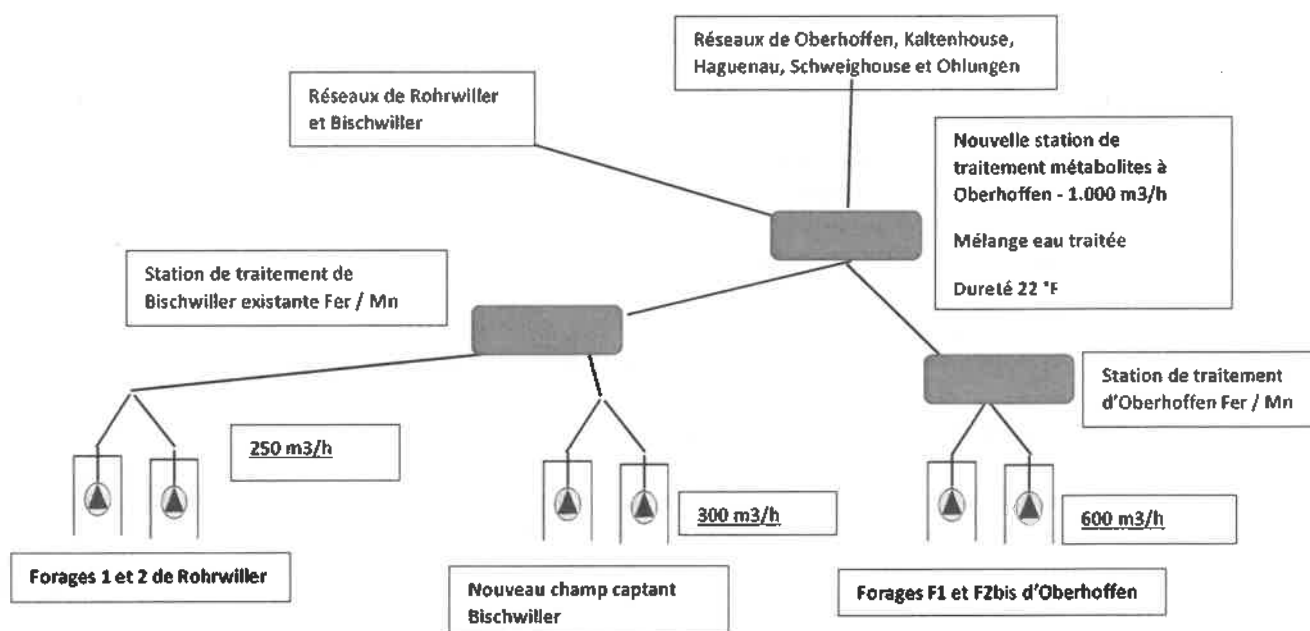 Réseaux de Oberhoffen, Kaltenhouse,
Haguenau, Schweighouse et Ohlungen
Réseaux de Rohrwiller
et Bischwiller
Nouvelle station de
traitement métabolites à
Oberhoffen - 1.000 m3/h
Mélange eau traitée
Dureté 22 °F
Station de traitement de
Bischwiller existante Fer / Mn
Station de traitement
d'Oberhoffen Fer / Mn
250 m3/h
300 m3/h
600 m3/h
Forages 1 et 2 de Rohrwiller
Nouveau champ captant
Bischwiller
Forages F1 et F2bis d'Oberhoffen